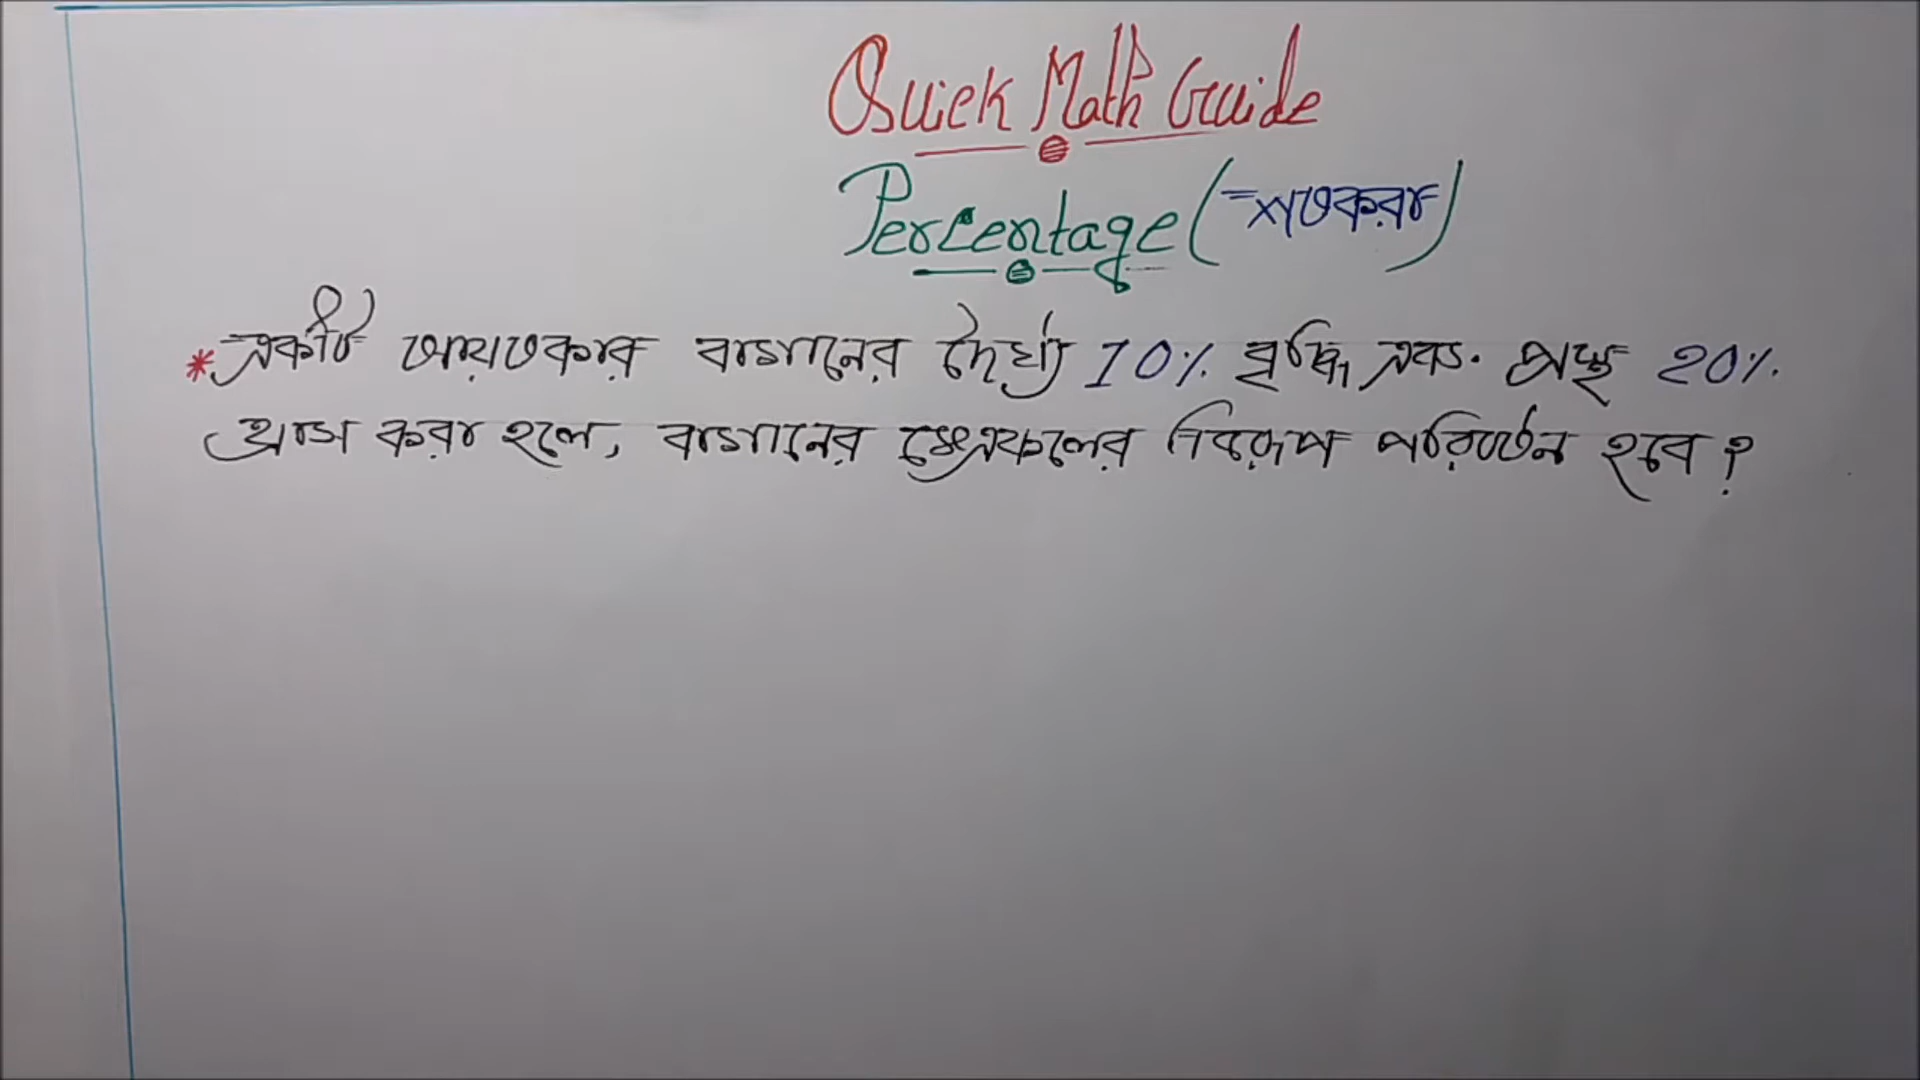 Quick Math Guide
Percentage (শতকরা)
* একটি আয়তকার বাগানের দৈর্ঘ্য 10% বৃদ্ধি এবং প্রস্থ 20%
হ্রাস করা হলে, বাগানের ক্ষেত্রফলের কিরূপ পরিবর্তন হবে?